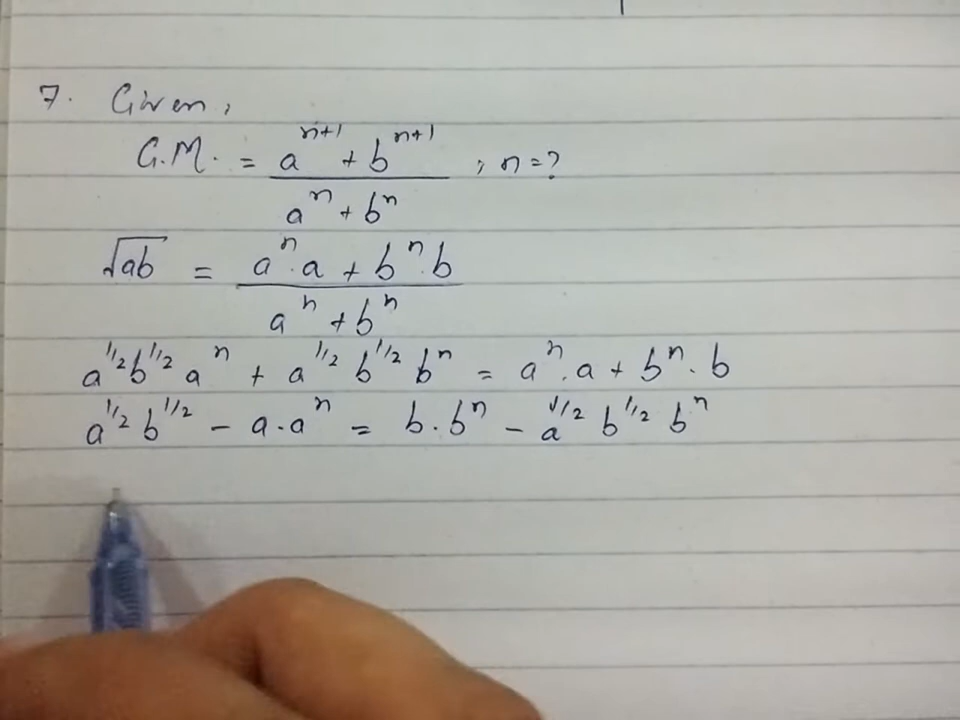 7. Given,
G.M. = (a^(n+1) + b^(n+1)) / (a^n + b^n) ; n = ?
√ab = (a^n . a + b^n . b) / (a^n + b^n)
a^1/2 b^1/2 a^n + a^1/2 b^1/2 b^n = a^n . a + b^n . b
a^1/2 b^1/2 - a . a^n = b . b^n - a^1/2 b^1/2 b^n